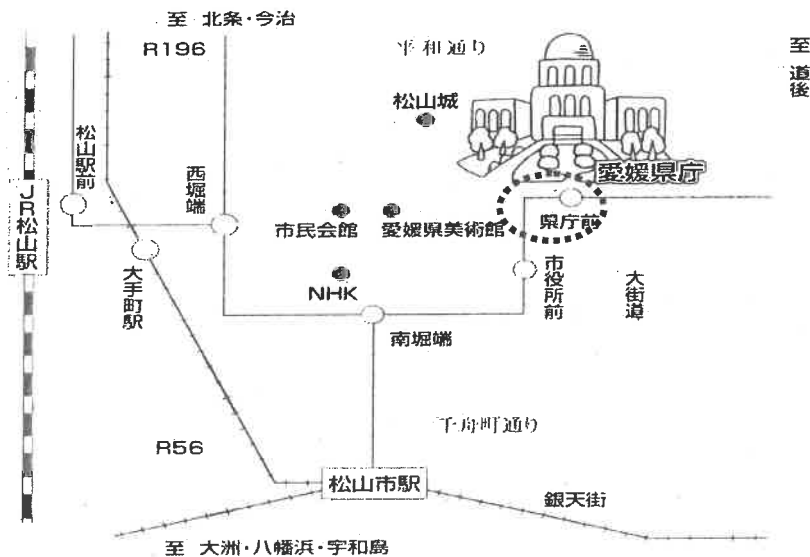 至 北条・今治
R196
平和通り
至 道後
松山城
松山駅前
西堀端
愛媛県庁
JR松山駅
市民会館
愛媛県美術館
県庁前
大手町駅
NHK
市役所前
大街道
南堀端
千舟町通り
R56
松山市駅
銀天街
至 大洲・八幡浜・宇和島